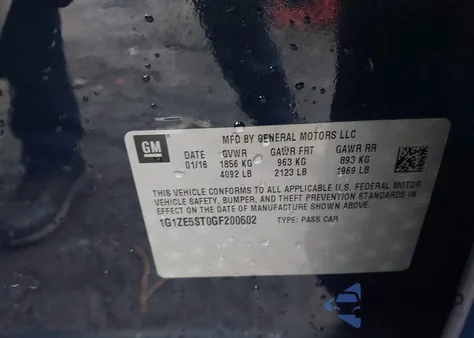 GM
MFD BY GENERAL MOTORS LLC
DATE GVWR GAWR FRT GAWR RR
01/16 1856 KG 963 KG 893 KG
4092 LB 2123 LB 1969 LB
THIS VEHICLE CONFORMS TO ALL APPLICABLE U.S. FEDERAL MOTOR
VEHICLE SAFETY, BUMPER, AND THEFT PREVENTION STANDARDS IN
EFFECT ON THE DATE OF MANUFACTURE SHOWN ABOVE.
1G1ZE5ST0GF200602 TYPE: PASS CAR